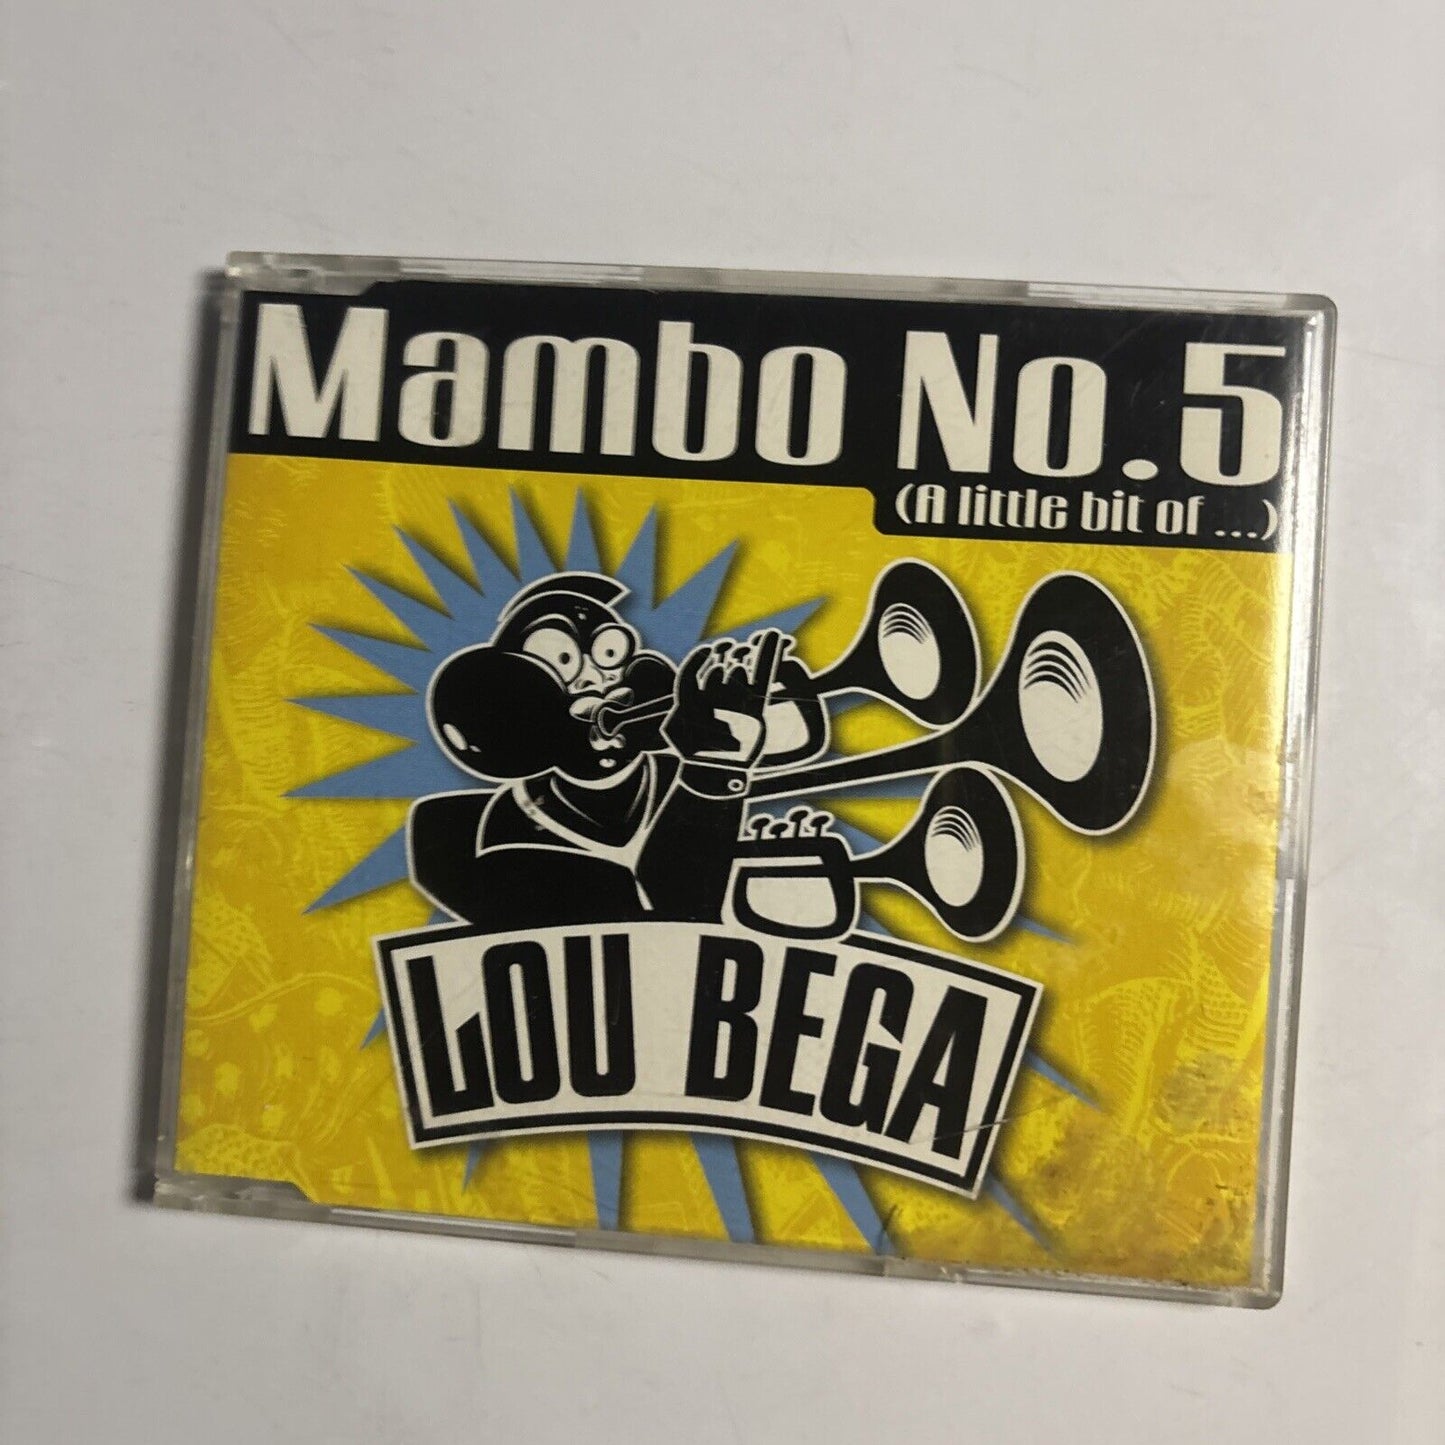 Mambo No.5
(A little bit of ...)
LOU BEGA